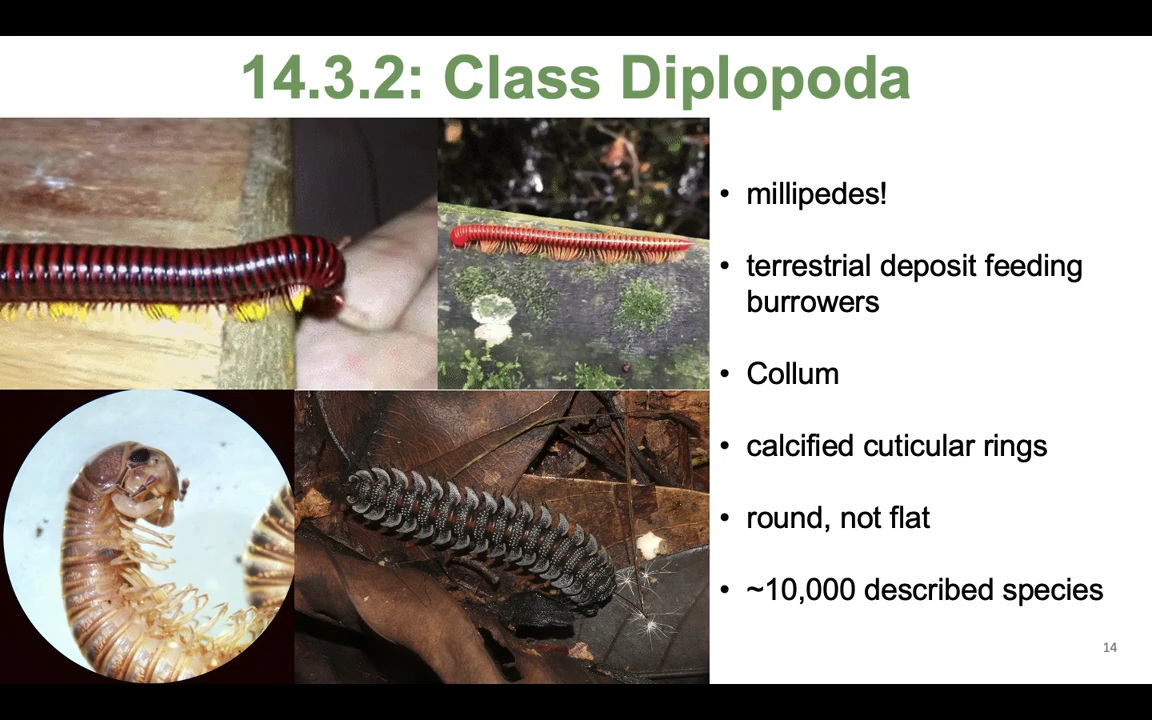 14.3.2: Class Diplopoda
• millipedes!
• terrestrial deposit feeding
burrowers
• Collum
• calcified cuticular rings
• round, not flat
• ~10,000 described species
14